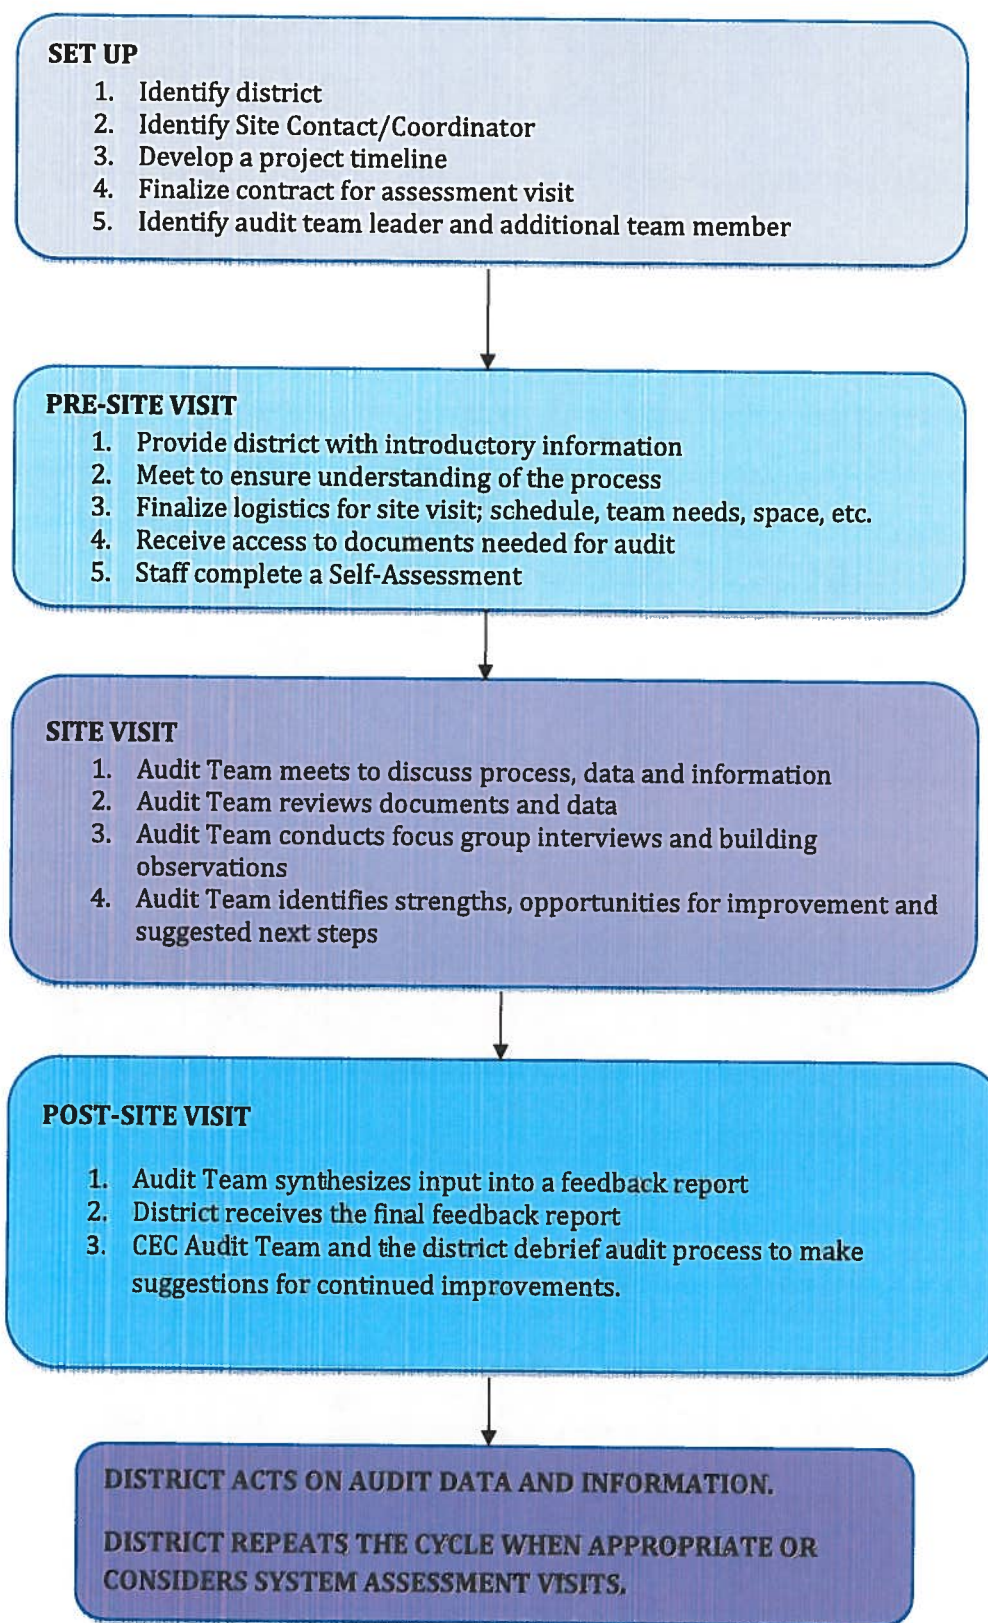 SET UP
1. Identify district
2. Identify Site Contact/Coordinator
3. Develop a project timeline
4. Finalize contract for assessment visit
5. Identify audit team leader and additional team member
PRE-SITE VISIT
1. Provide district with introductory information
2. Meet to ensure understanding of the process
3. Finalize logistics for site visit; schedule, team needs, space, etc.
4. Receive access to documents needed for audit
5. Staff complete a Self-Assessment
SITE VISIT
1. Audit Team meets to discuss process, data and information
2. Audit Team reviews documents and data
3. Audit Team conducts focus group interviews and building
observations
4. Audit Team identifies strengths, opportunities for improvement and
suggested next steps
POST-SITE VISIT
1. Audit Team synthesizes input into a feedback report
2. District receives the final feedback report
3. CEC Audit Team and the district debrief audit process to make
suggestions for continued improvements.
DISTRICT ACTS ON AUDIT DATA AND INFORMATION.
DISTRICT REPEATS THE CYCLE WHEN APPROPRIATE OR
CONSIDERS SYSTEM ASSESSMENT VISITS.